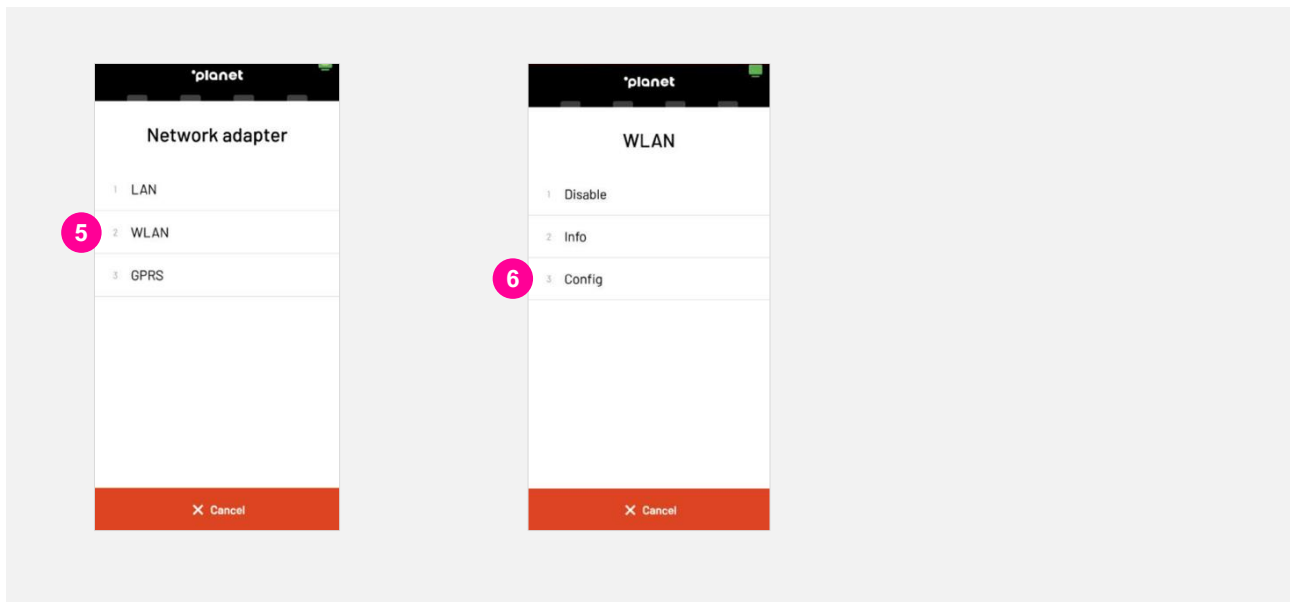 planet
Network adapter
1 LAN
5
2 WLAN
3 GPRS
Cancel
planet
WLAN
1 Disable
2 Info
6
3 Config
Cancel